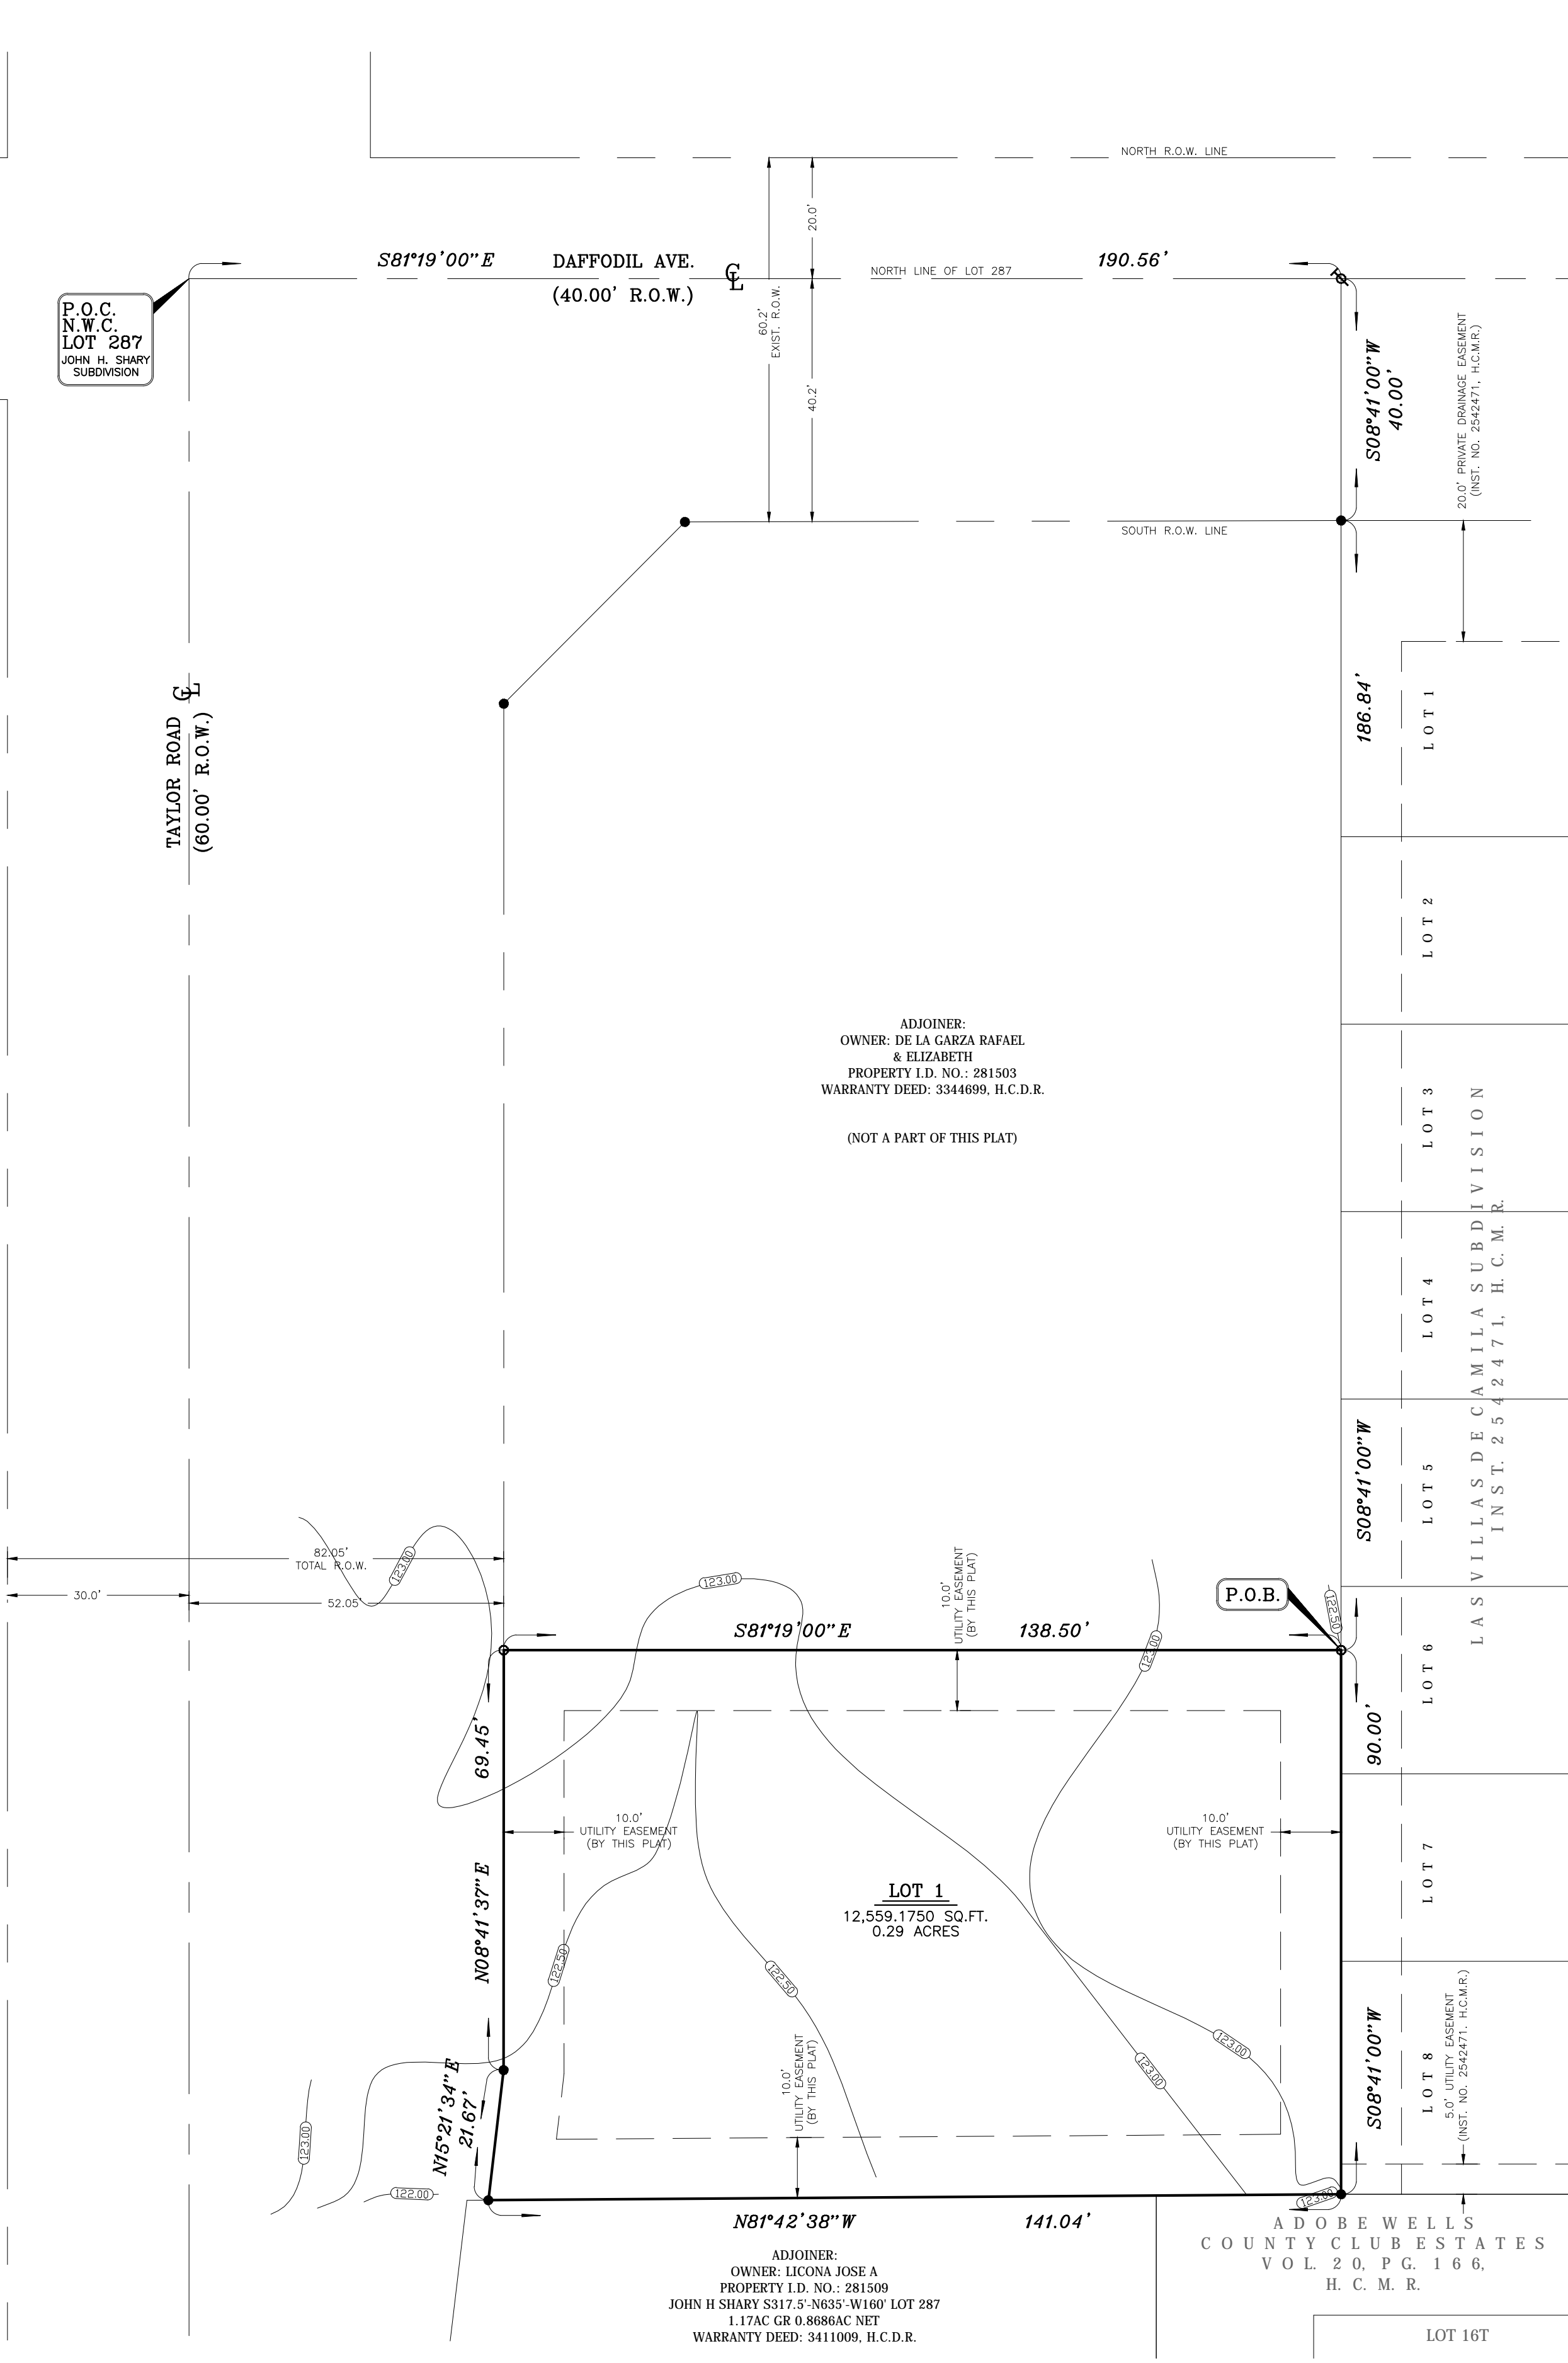 NORTH R.O.W. LINE
20.0'
S81°19'00"E
DAFFODIL AVE.
(40.00' R.O.W.)
CL
NORTH LINE OF LOT 287
190.56'
P.O.C.
N.W.C.
LOT 287
JOHN H. SHARY
SUBDIVISION
60.2'
EXIST. R.O.W.
40.2'
S08°41'00"W
40.00'
20.0' PRIVATE DRAINAGE EASEMENT
(INST. NO. 2542471, H.C.M.R.)
SOUTH R.O.W. LINE
TAYLOR ROAD CL
(60.00' R.O.W.)
186.84'
LOT 1
LOT 2
ADJOINER:
OWNER: DE LA GARZA RAFAEL
& ELIZABETH
PROPERTY I.D. NO.: 281503
WARRANTY DEED: 3344699, H.C.D.R.
(NOT A PART OF THIS PLAT)
LOT 3
LOT 4
LAS VILLAS DE CAMILA SUBDIVISION
INST. 2542471, H.C.M.R.
S08°41'00"W
LOT 5
82.05'
TOTAL R.O.W.
123.00
30.0'
52.05'
123.00
10.0'
UTILITY EASEMENT
(BY THIS PLAT)
P.O.B.
122.50
S81°19'00"E
138.50'
123.00
LOT 6
69.45'
90.00'
10.0'
UTILITY EASEMENT
(BY THIS PLAT)
10.0'
UTILITY EASEMENT
(BY THIS PLAT)
LOT 7
N08°41'37"E
LOT 1
12,559.1750 SQ.FT.
0.29 ACRES
122.50
122.50
10.0'
UTILITY EASEMENT
(BY THIS PLAT)
123.00
123.00
S08°41'00"W
LOT 8
5.0' UTILITY EASEMENT
(INST. NO. 2542471. H.C.M.R.)
N15°21'34"E
21.67'
123.00
122.00
123.00
N81°42'38"W
141.04'
ADOBE WELLS
COUNTY CLUB ESTATES
VOL. 20, PG. 166,
H.C.M.R.
ADJOINER:
OWNER: LICONA JOSE A
PROPERTY I.D. NO.: 281509
JOHN H SHARY S317.5'-N635'-W160' LOT 287
1.17AC GR 0.8686AC NET
WARRANTY DEED: 3411009, H.C.D.R.
LOT 16T